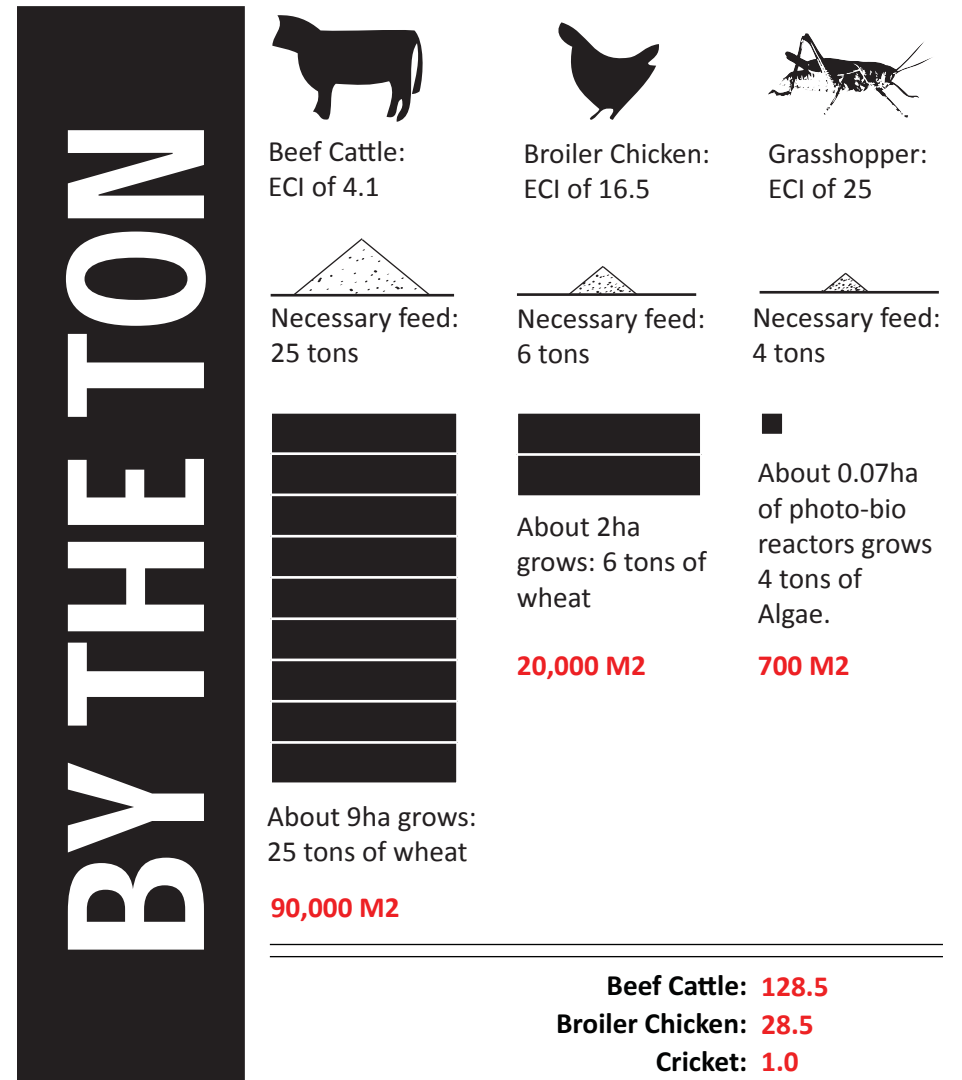 BY THE TON
Beef Cattle:
ECI of 4.1
Broiler Chicken:
ECI of 16.5
Grasshopper:
ECI of 25
Necessary feed:
25 tons
Necessary feed:
6 tons
Necessary feed:
4 tons
About 9ha grows:
25 tons of wheat
90,000 M2
About 2ha
grows: 6 tons of
wheat
20,000 M2
About 0.07ha
of photo-bio
reactors grows
4 tons of
Algae.
700 M2
Beef Cattle: 128.5
Broiler Chicken: 28.5
Cricket: 1.0